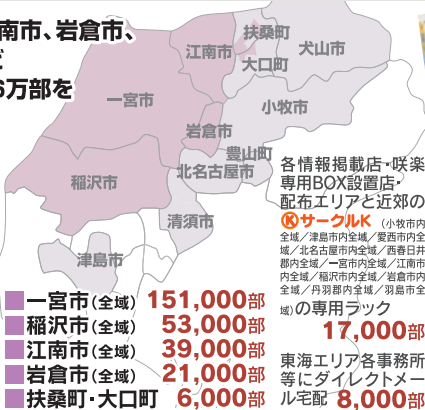 南市、岩倉市、
6万部を
扶桑町
江南市
犬山市
大口町
一宮市
小牧市
岩倉市
豊山町
北名古屋市
稲沢市
清須市
津島市
各情報掲載店・咲楽
専用BOX設置店・
配布エリアと近郊の
ⓀサークルK （小牧市内
全域／津島市内全域／愛西市内全
域／北名古屋市内全域／西春日井
郡内全域／一宮市内全域／江南市
内全域／稲沢市内全域／岩倉市内
全域／丹羽郡内全域／羽島市全
域）の専用ラック
17,000部
東海エリア各事務所
等にダイレクトメー
ル宅配 8,000部
一宮市（全域） 151,000部
稲沢市（全域） 53,000部
江南市（全域） 39,000部
岩倉市（全域） 21,000部
扶桑町・大口町 6,000部